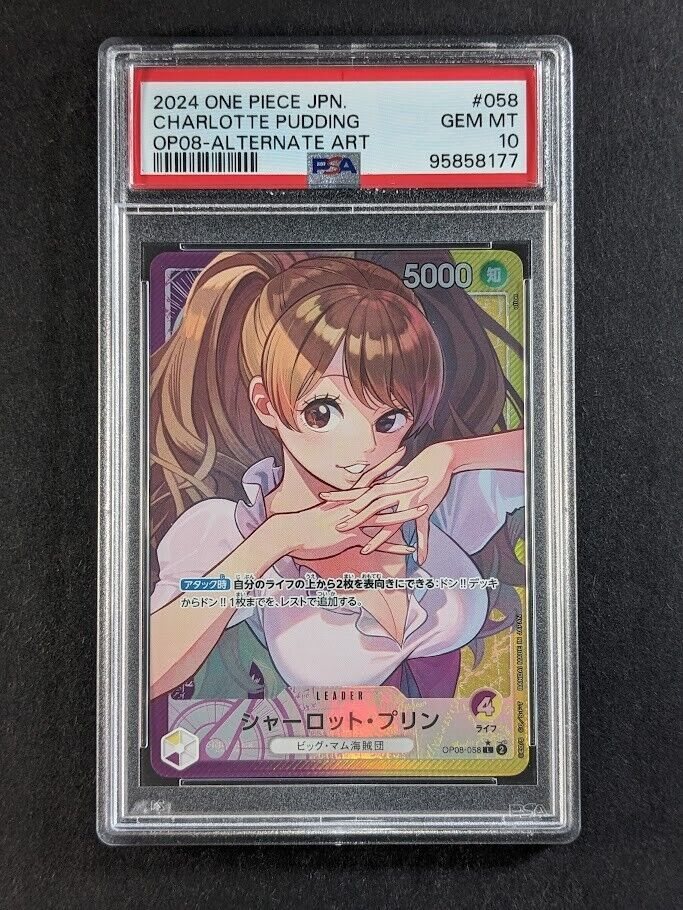 2024 ONE PIECE JPN. #058
CHARLOTTE PUDDING GEM MT
OP08-ALTERNATE ART 10
PSA 95858177
5000 知
アタック時 自分のライフの上から2枚を表向きにできる:ドン!!デッキ
からドン!!1枚までを、レストで追加する。
LEADER
シャーロット・プリン
4
ライフ
ビッグ・マム海賊団
OP08-058 L 2
PSA